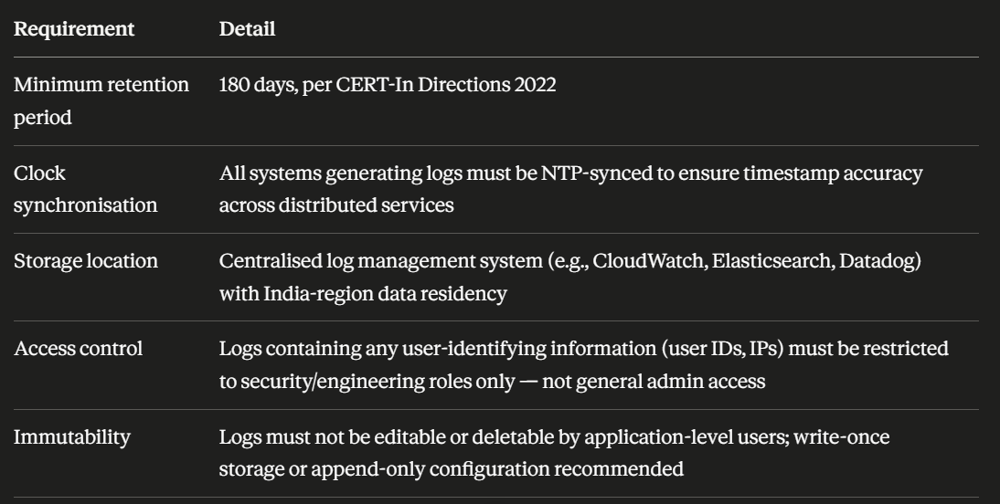 Requirement Detail
Minimum retention period 180 days, per CERT-In Directions 2022
Clock synchronisation All systems generating logs must be NTP-synced to ensure timestamp accuracy
across distributed services
Storage location Centralised log management system (e.g., CloudWatch, Elasticsearch, Datadog)
with India-region data residency
Access control Logs containing any user-identifying information (user IDs, IPs) must be restricted
to security/engineering roles only — not general admin access
Immutability Logs must not be editable or deletable by application-level users; write-once
storage or append-only configuration recommended